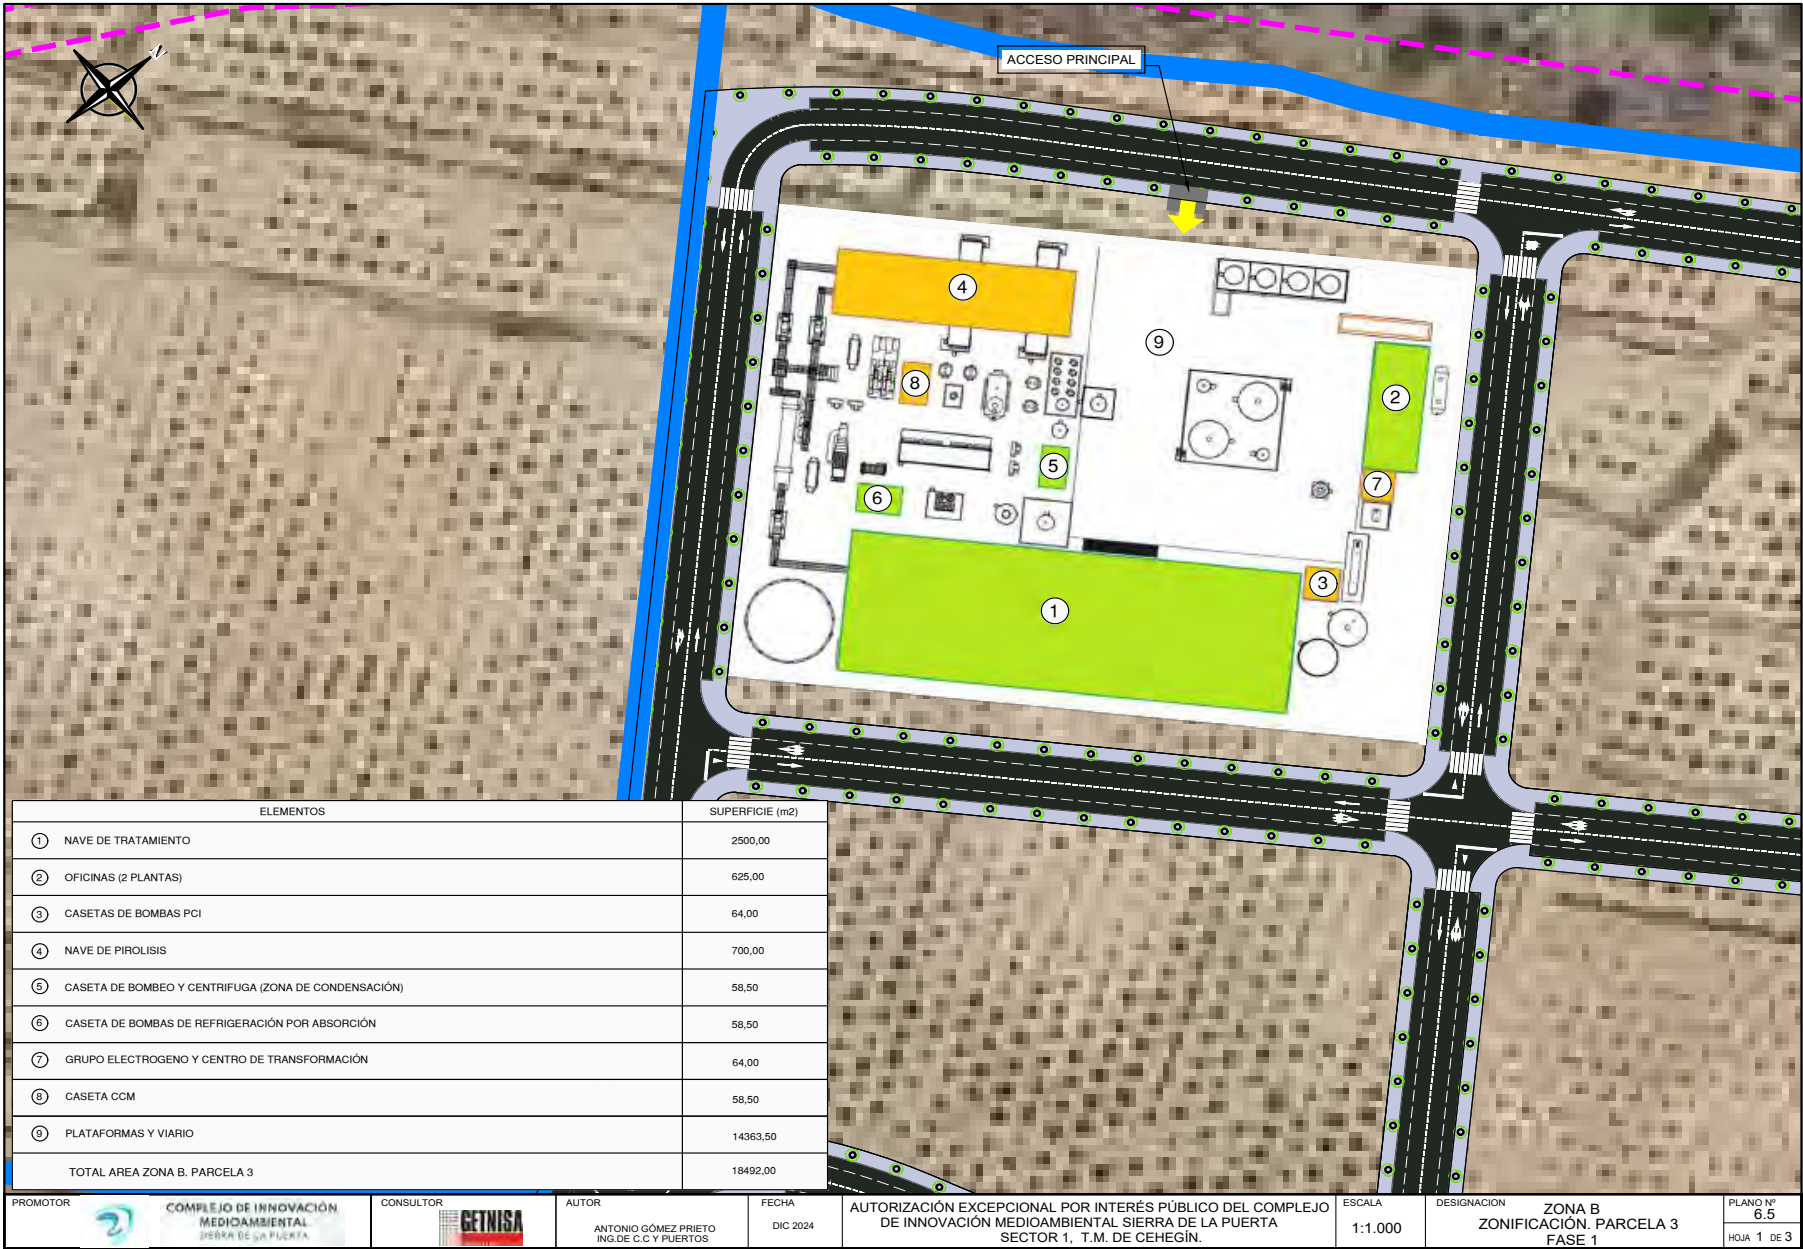 N
ACCESO PRINCIPAL
4
9
8
2
5
7
6
3
1
ELEMENTOS SUPERFICIE (m2)
1 NAVE DE TRATAMIENTO 2500,00
2 OFICINAS (2 PLANTAS) 625,00
3 CASETAS DE BOMBAS PCI 64,00
4 NAVE DE PIROLISIS 700,00
5 CASETA DE BOMBEO Y CENTRIFUGA (ZONA DE CONDENSACIÓN) 58,50
6 CASETA DE BOMBAS DE REFRIGERACIÓN POR ABSORCIÓN 58,50
7 GRUPO ELECTROGENO Y CENTRO DE TRANSFORMACIÓN 64,00
8 CASETA CCM 58,50
9 PLATAFORMAS Y VIARIO 14363,50
TOTAL AREA ZONA B. PARCELA 3 18492,00
PROMOTOR
COMPLEJO DE INNOVACIÓN
MEDIOAMBIENTAL
SIERRA DE LA PUERTA
CONSULTOR
GETNISA
AUTOR
ANTONIO GÓMEZ PRIETO
ING.DE C.C Y PUERTOS
FECHA
DIC 2024
AUTORIZACIÓN EXCEPCIONAL POR INTERÉS PÚBLICO DEL COMPLEJO
DE INNOVACIÓN MEDIOAMBIENTAL SIERRA DE LA PUERTA
SECTOR 1, T.M. DE CEHEGÍN.
ESCALA
1:1.000
DESIGNACION
ZONA B
ZONIFICACIÓN. PARCELA 3
FASE 1
PLANO Nº
6.5
HOJA 1 DE 3